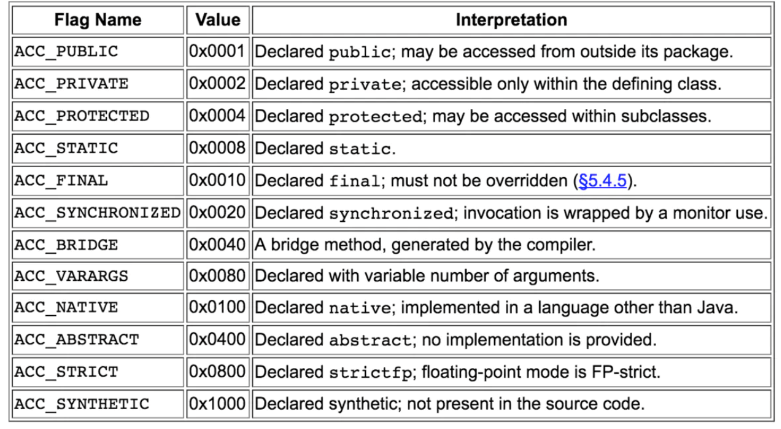 Flag Name Value Interpretation
ACC_PUBLIC 0x0001 Declared public; may be accessed from outside its package.
ACC_PRIVATE 0x0002 Declared private; accessible only within the defining class.
ACC_PROTECTED 0x0004 Declared protected; may be accessed within subclasses.
ACC_STATIC 0x0008 Declared static.
ACC_FINAL 0x0010 Declared final; must not be overridden (§5.4.5).
ACC_SYNCHRONIZED 0x0020 Declared synchronized; invocation is wrapped by a monitor use.
ACC_BRIDGE 0x0040 A bridge method, generated by the compiler.
ACC_VARARGS 0x0080 Declared with variable number of arguments.
ACC_NATIVE 0x0100 Declared native; implemented in a language other than Java.
ACC_ABSTRACT 0x0400 Declared abstract; no implementation is provided.
ACC_STRICT 0x0800 Declared strictfp; floating-point mode is FP-strict.
ACC_SYNTHETIC 0x1000 Declared synthetic; not present in the source code.